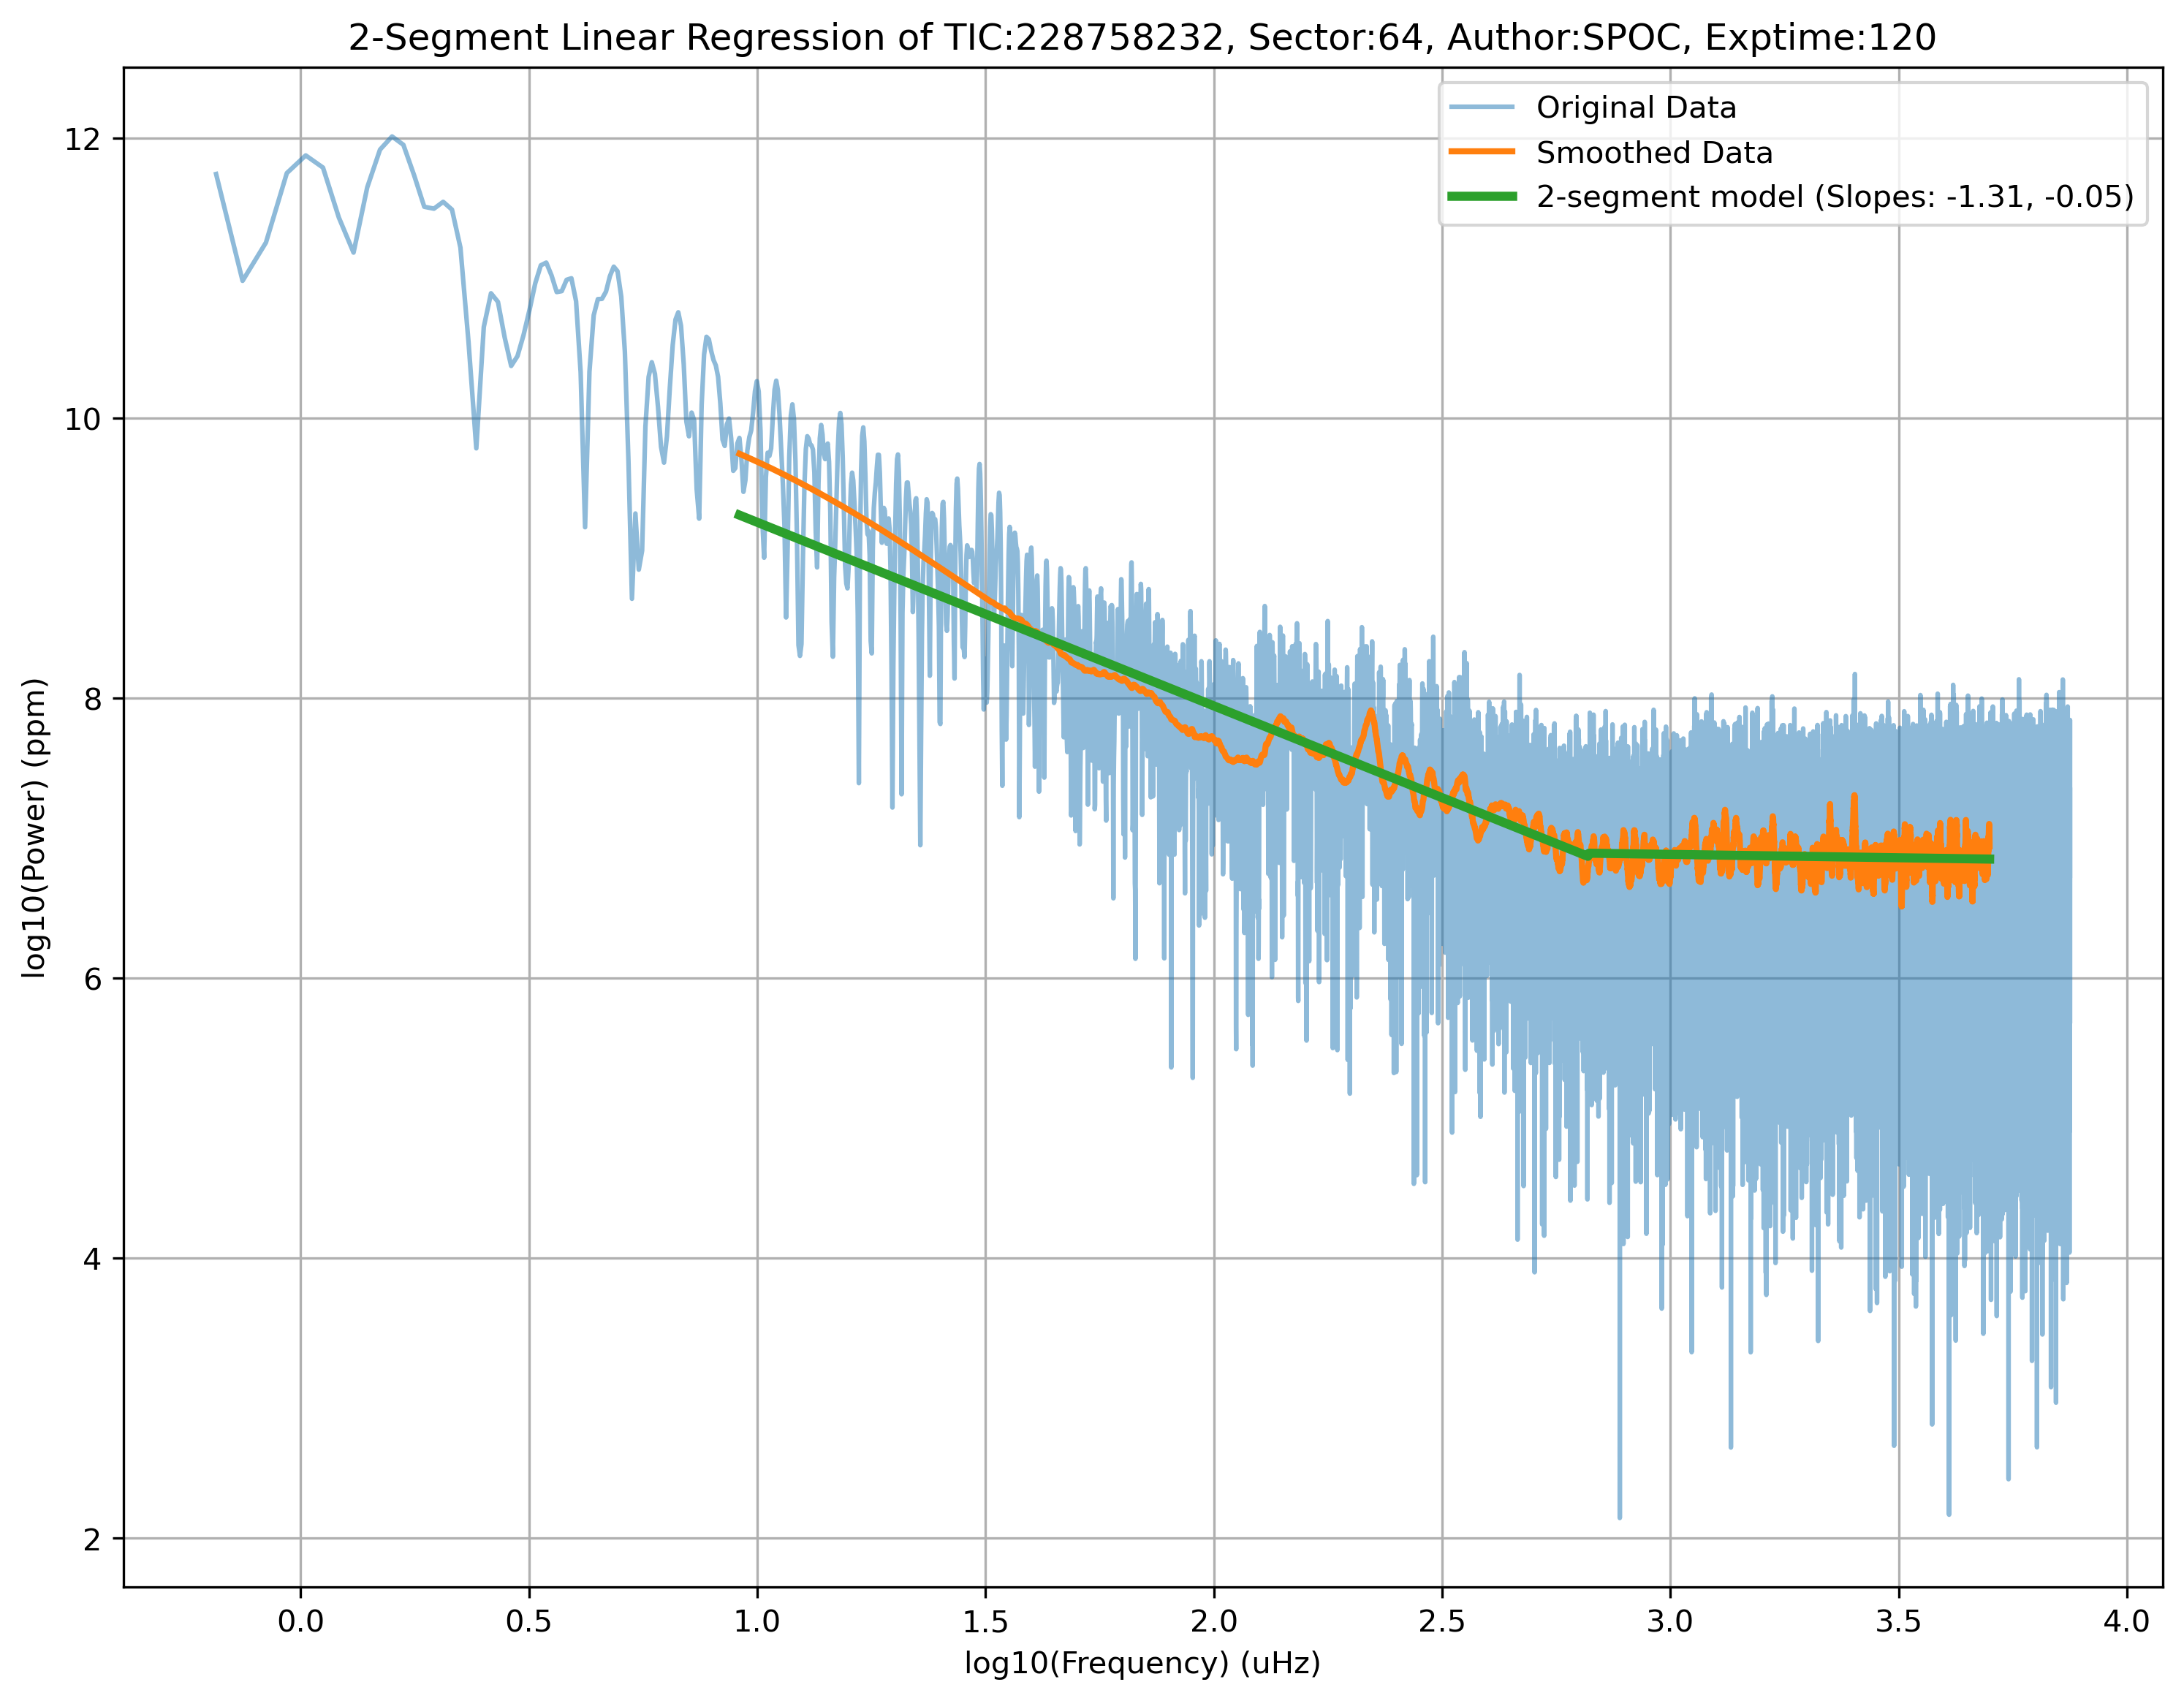 2-Segment Linear Regression of TIC:228758232, Sector:64, Author:SPOC, Exptime:120
Original Data
Smoothed Data
2-segment model (Slopes: -1.31, -0.05)
12
10
8
6
4
2
log10(Power) (ppm)
0.0 0.5 1.0 1.5 2.0 2.5 3.0 3.5 4.0
log10(Frequency) (uHz)